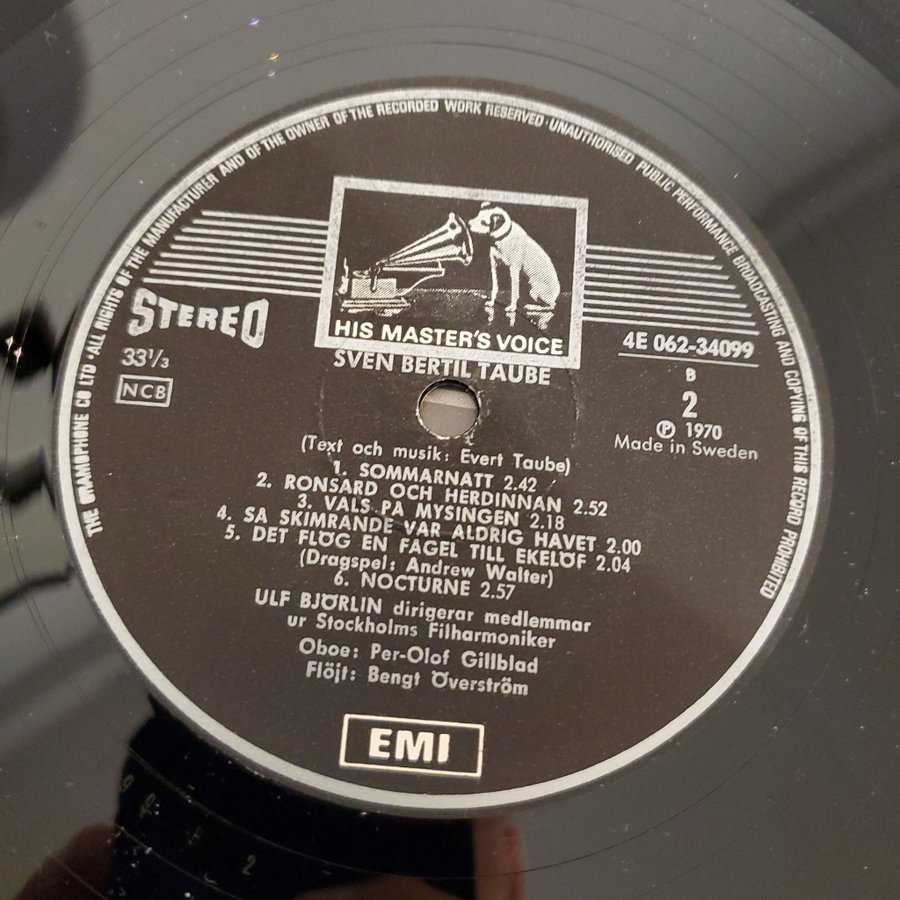 THE GRAMOPHONE CO LTD · ALL RIGHTS OF THE MANUFACTURER AND OF THE OWNER OF THE RECORDED WORK RESERVED · UNAUTHORISED PUBLIC PERFORMANCE BROADCASTING AND COPYING OF THIS RECORD PROHIBITED
HIS MASTER'S VOICE
STEREO
33⅓
NCB
4E 062-34099
B
2
Ⓟ 1970
Made in Sweden
SVEN BERTIL TAUBE
(Text och musik: Evert Taube)
1. SOMMARNATT 2.42
2. RONSARD OCH HERDINNAN 2.52
3. VALS PÅ MYSINGEN 2.18
4. SÅ SKIMRANDE VAR ALDRIG HAVET 2.00
5. DET FLÖG EN FÅGEL TILL EKELÖF 2.04
(Dragspel: Andrew Walter)
6. NOCTURNE 2.57
ULF BJÖRLIN dirigerar medlemmar
ur Stockholms Filharmoniker
Oboe: Per-Olof Gillblad
Flöjt: Bengt Överström
EMI